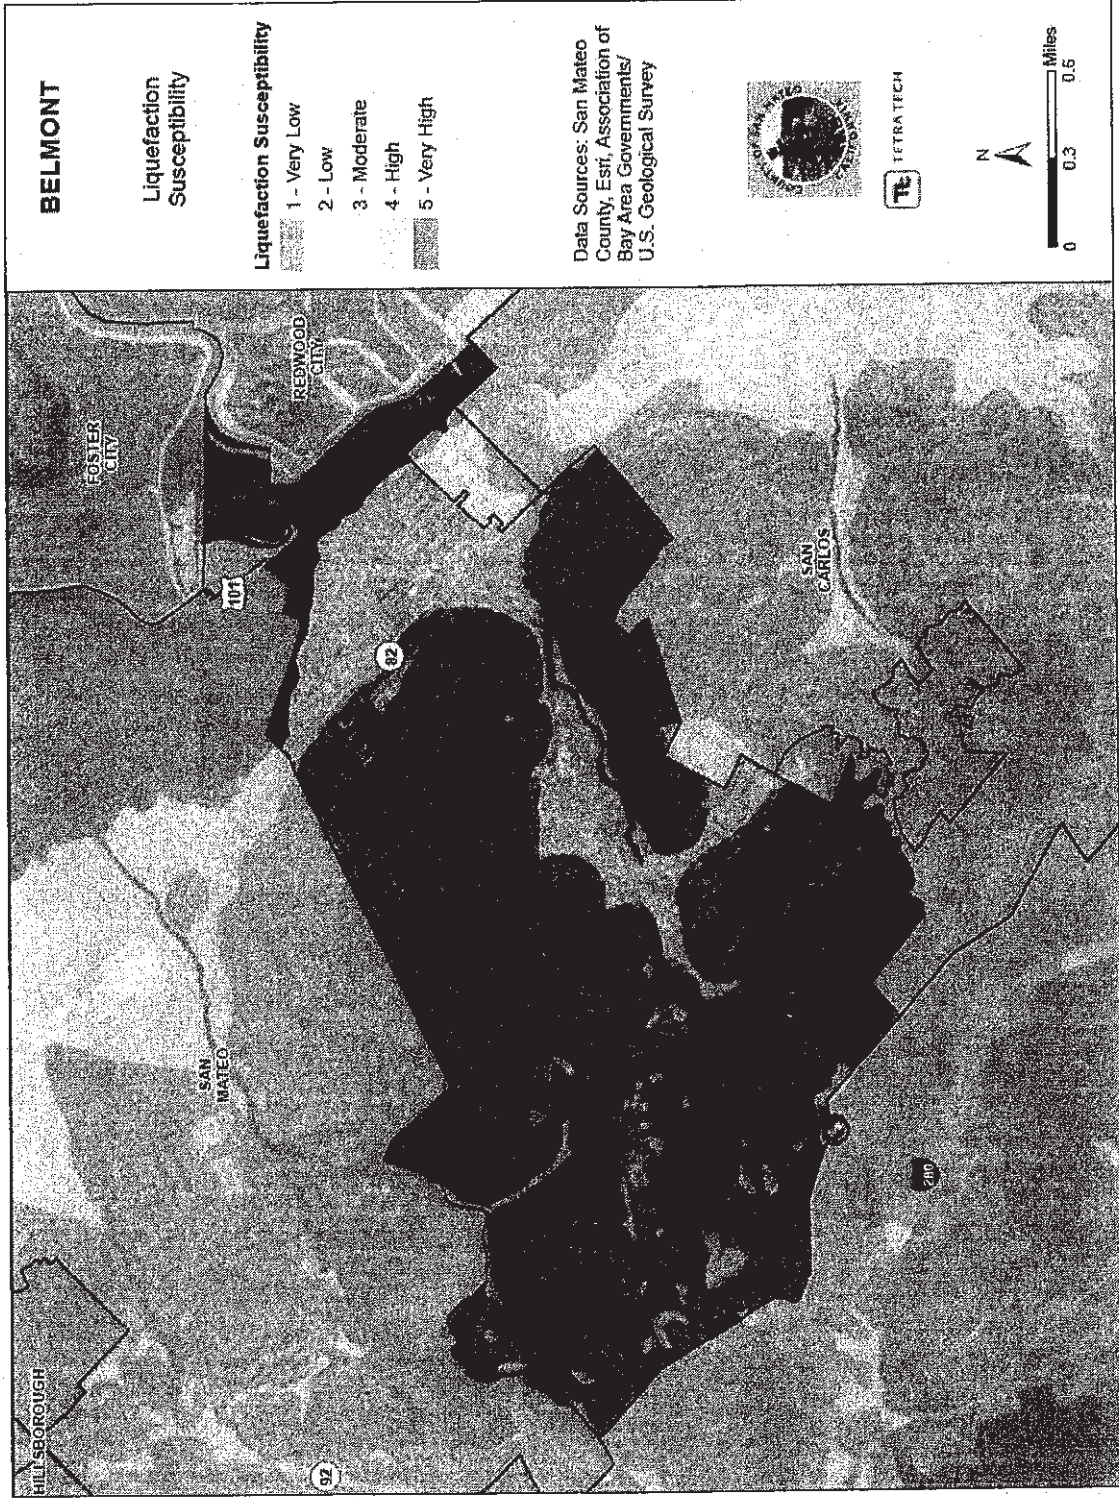 BELMONT
Liquefaction
Susceptibility
Liquefaction Susceptibility
1 - Very Low
2 - Low
3 - Moderate
4 - High
5 - Very High
Data Sources: San Mateo
County, Esri, Association of
Bay Area Governments/
U.S. Geological Survey
TETRA TECH
N
0 0.3 0.6
Miles
HILLSBOROUGH
92
SAN
MATEO
FOSTER
CITY
101
REDWOOD
CITY
82
SAN
CARLOS
280